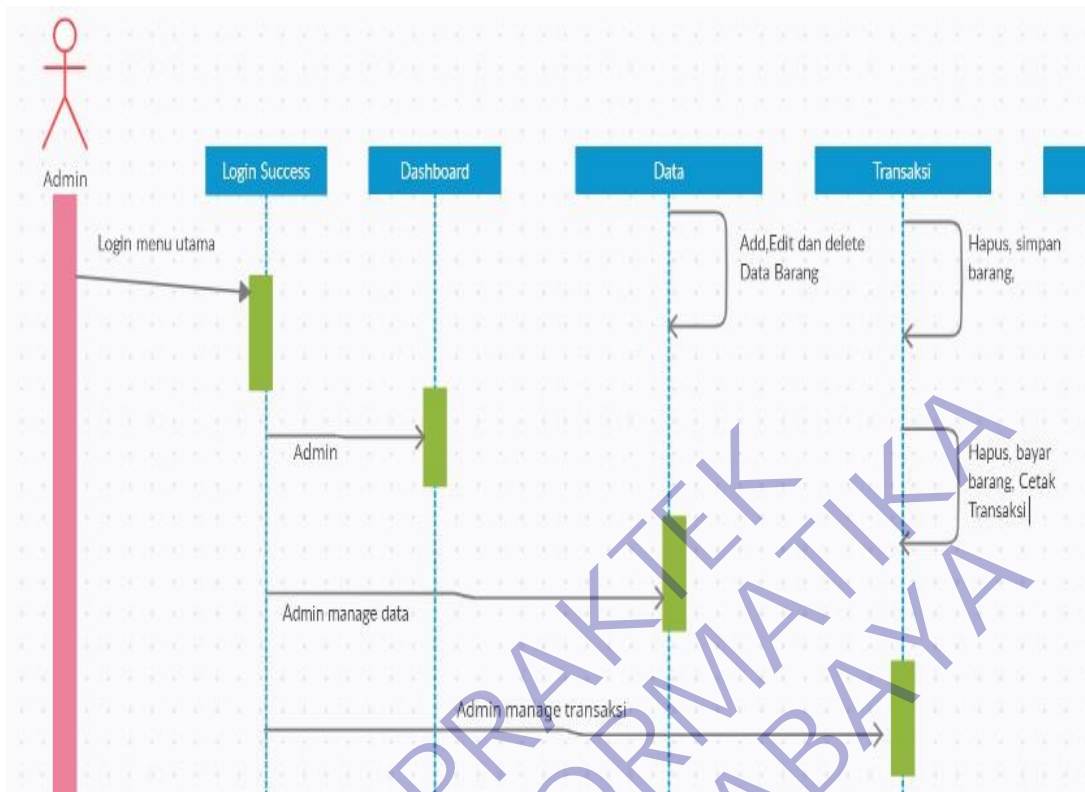 Admin
Login Success
Dashboard
Data
Transaksi
Login menu utama
Add,Edit dan delete
Data Barang
Hapus, simpan
barang,
Admin
Hapus, bayar
barang, Cetak
Transaksi
Admin manage data
Admin manage transaksi
PRAKTEK
ORMATIKA
ABAYA